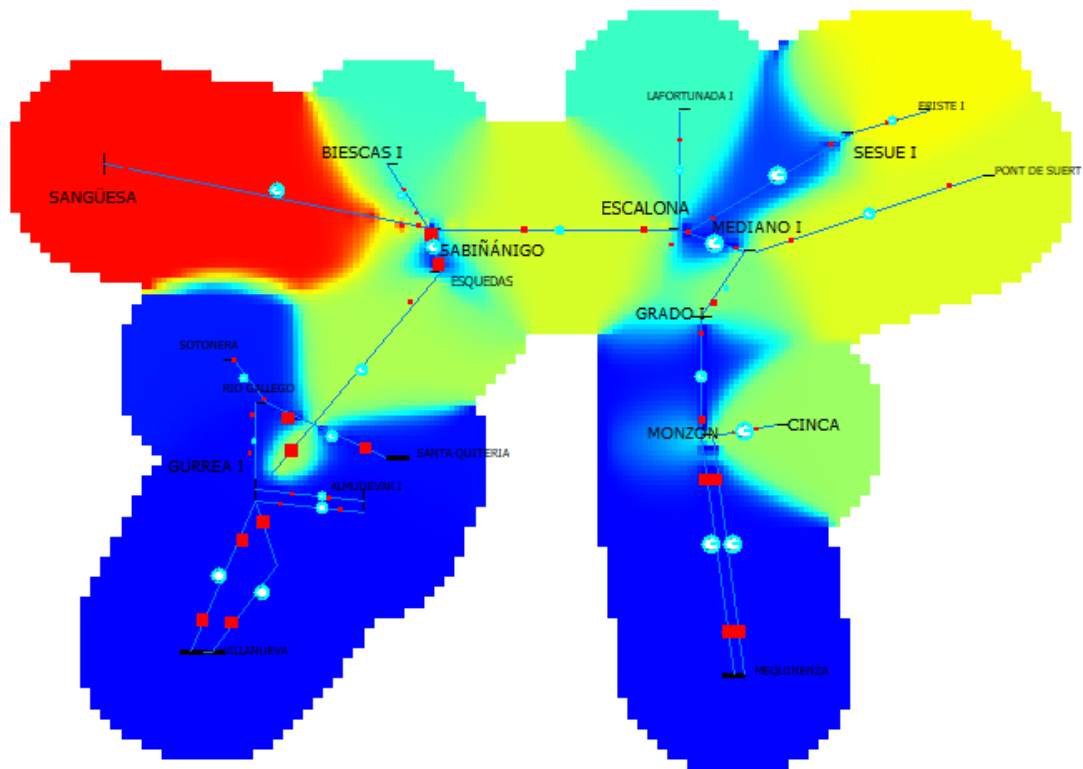 LAFORTUNADA I
ERISTE I
BIESCAS I
SESUE I
PONT DE SUERT
SANGÜESA
ESCALONA
MEDIANO I
SABIÑÁNIGO
ESQUEDAS
GRADO I
SOTONERA
RIO GALLEGO
CINCA
MONZON
SANTA QUITERIA
GURREA I
ALMUDEVAR I
VILLANUEVA
MEQUINENZA